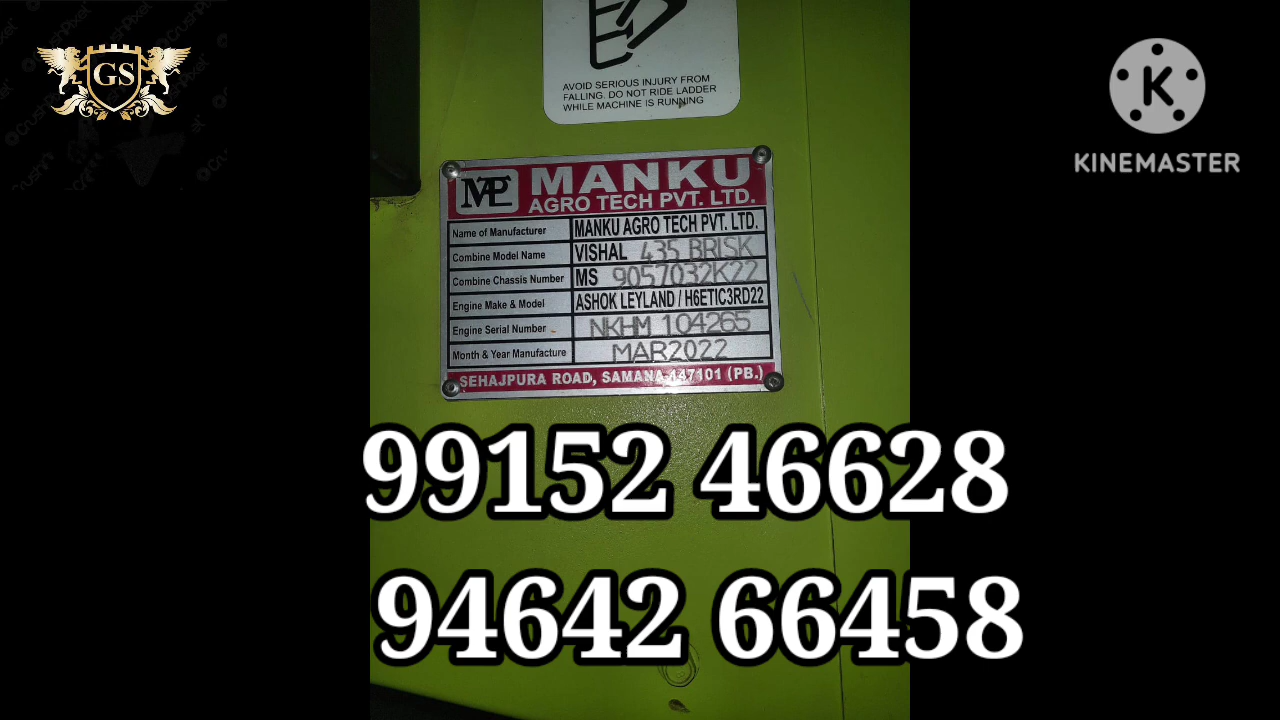 GS
KINEMASTER
AVOID SERIOUS INJURY FROM
FALLING. DO NOT RIDE LADDER
WHILE MACHINE IS RUNNING
MANKU
AGRO TECH PVT. LTD.
Name of Manufacturer MANKU AGRO TECH PVT. LTD.
Combine Model Name VISHAL 435 BRISK
Combine Chassis Number MS 9057032K22
Engine Make & Model ASHOK LEYLAND / H6ETIC3RD22
Engine Serial Number NKHM 104265
Month & Year Manufacture MAR2022
SEHAJPURA ROAD, SAMANA-147101 (PB.)
99152 46628
94642 66458